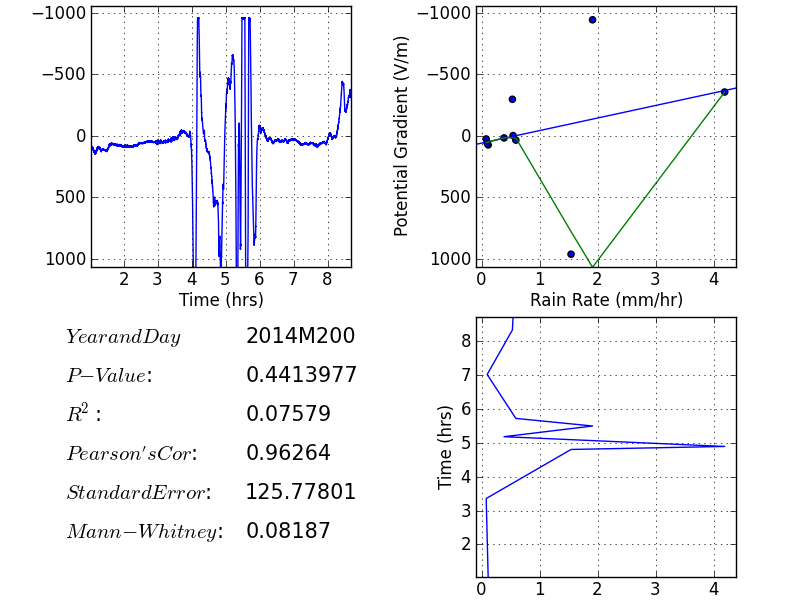 −1000
−500
0
500
1000
2 3 4 5 6 7 8
Time (hrs)
−1000
−500
0
500
1000
Potential Gradient (V/m)
0 1 2 3 4
Rain Rate (mm/hr)
YearandDay 2014M200
P−Value: 0.4413977
R²: 0.07579
Pearson'sCor: 0.96264
StandardError: 125.77801
Mann−Whitney: 0.08187
8
7
6
5
4
3
2
Time (hrs)
0 1 2 3 4